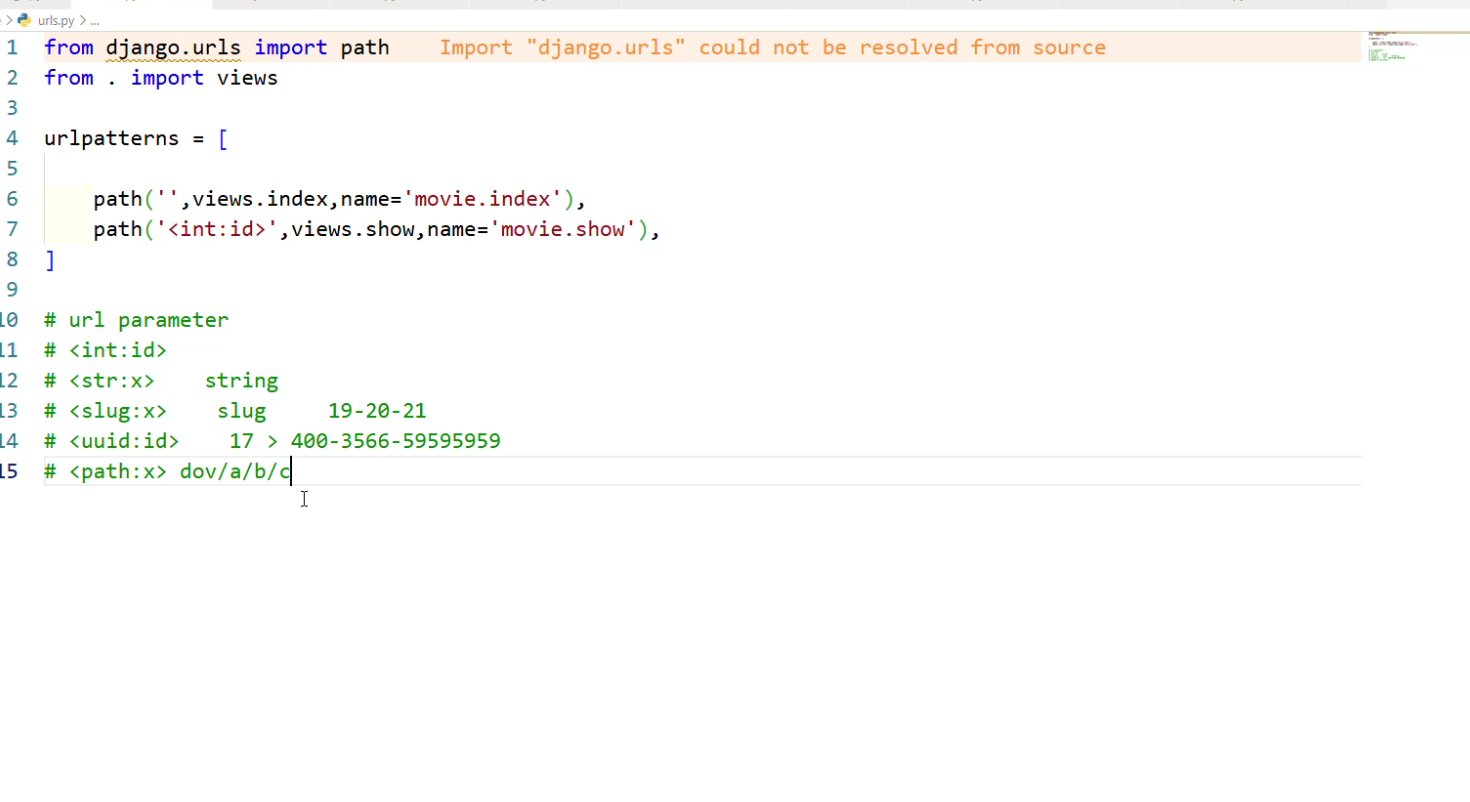 urls.py > ...
1 from django.urls import path    Import "django.urls" could not be resolved from source
2 from . import views
3
4 urlpatterns = [
5
6     path('',views.index,name='movie.index'),
7     path('<int:id>',views.show,name='movie.show'),
8 ]
9
10 # url parameter
11 # <int:id>
12 # <str:x>    string
13 # <slug:x>    slug     19-20-21
14 # <uuid:id>    17 > 400-3566-59595959
15 # <path:x> dov/a/b/c